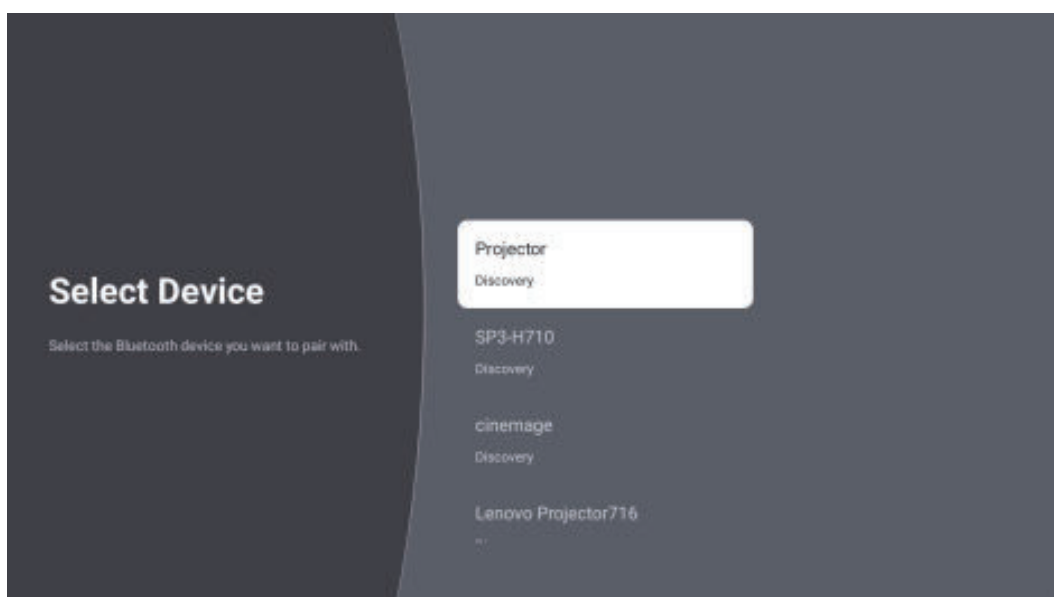 Select Device
Select the Bluetooth device you want to pair with.
Projector
Discovery
SP3-H710
Discovery
cinemage
Discovery
Lenovo Projector716